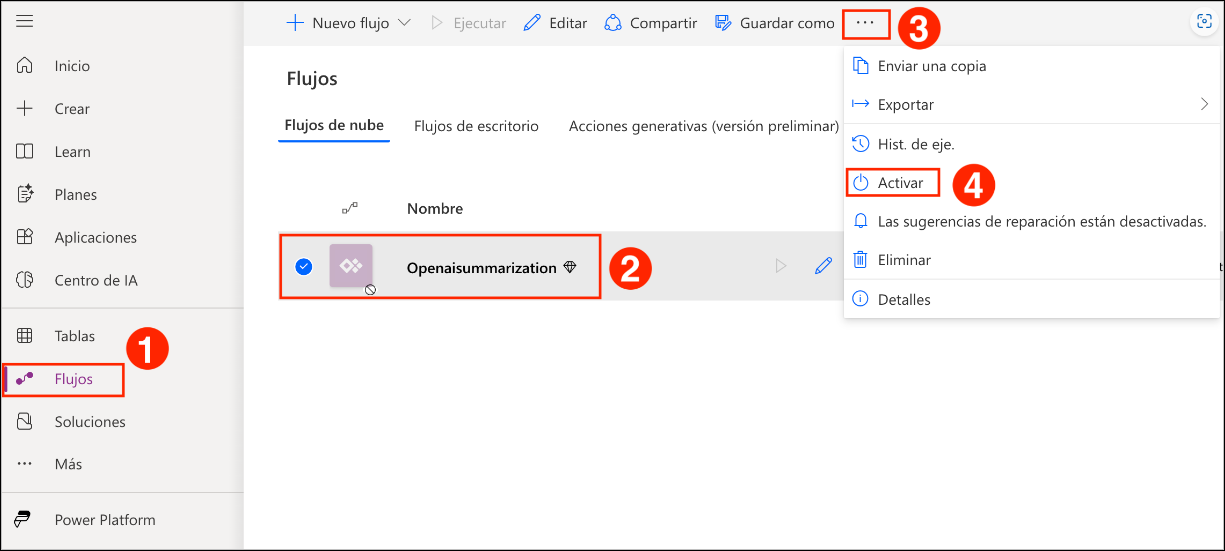 Nuevo flujo
Ejecutar
Editar
Compartir
Guardar como
...
3
Inicio
Crear
Learn
Planes
Aplicaciones
Centro de IA
Tablas
1
Flujos
Soluciones
Más
Power Platform
Flujos
Flujos de nube
Flujos de escritorio
Acciones generativas (versión preliminar)
Nombre
Openaisummarization
2
Enviar una copia
Exportar
Hist. de eje.
Activar
4
Las sugerencias de reparación están desactivadas.
Eliminar
Detalles